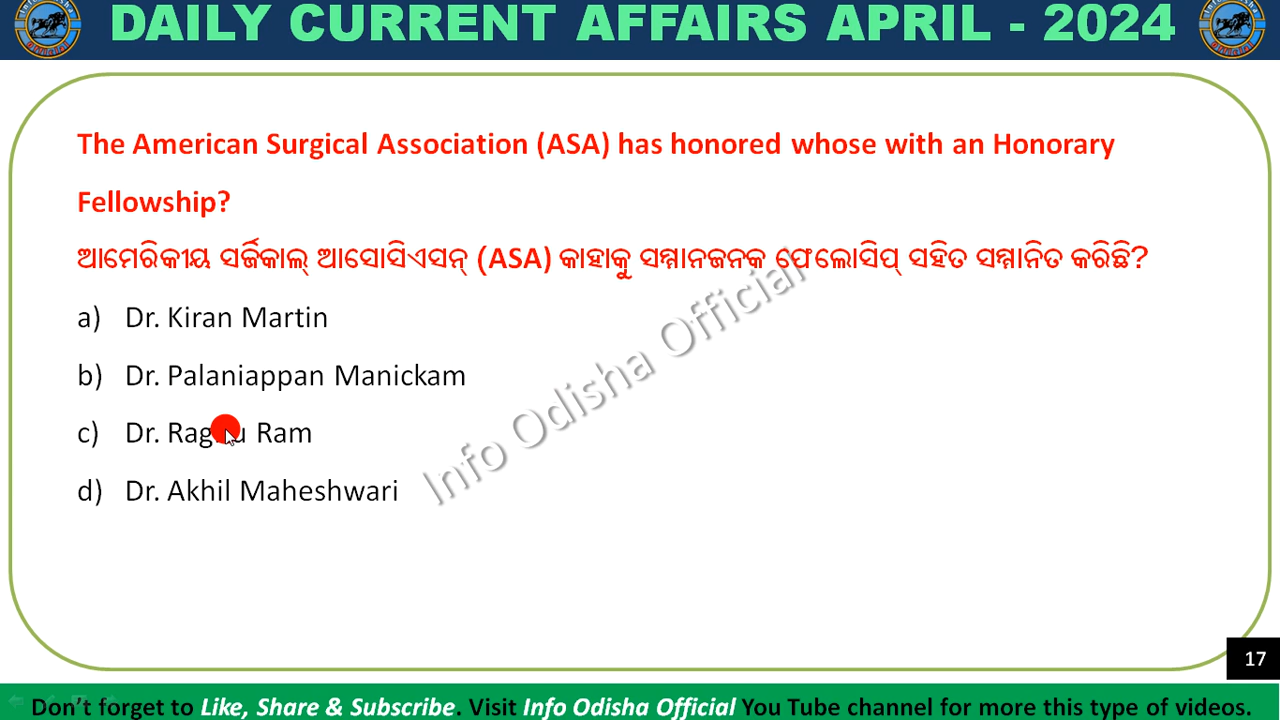 DAILY CURRENT AFFAIRS APRIL - 2024
The American Surgical Association (ASA) has honored whose with an Honorary
Fellowship?
ଆମେରିକୀୟ ସର୍ଜିକାଲ୍ ଆସୋସିଏସନ୍ (ASA) କାହାକୁ ସମ୍ମାନଜନକ ଫେଲୋସିପ୍ ସହିତ ସମ୍ମାନିତ କରିଛି?
a) Dr. Kiran Martin
b) Dr. Palaniappan Manickam
c) Dr. Raghu Ram
d) Dr. Akhil Maheshwari
Info Odisha Official
17
Don't forget to Like, Share & Subscribe. Visit Info Odisha Official You Tube channel for more this type of videos.